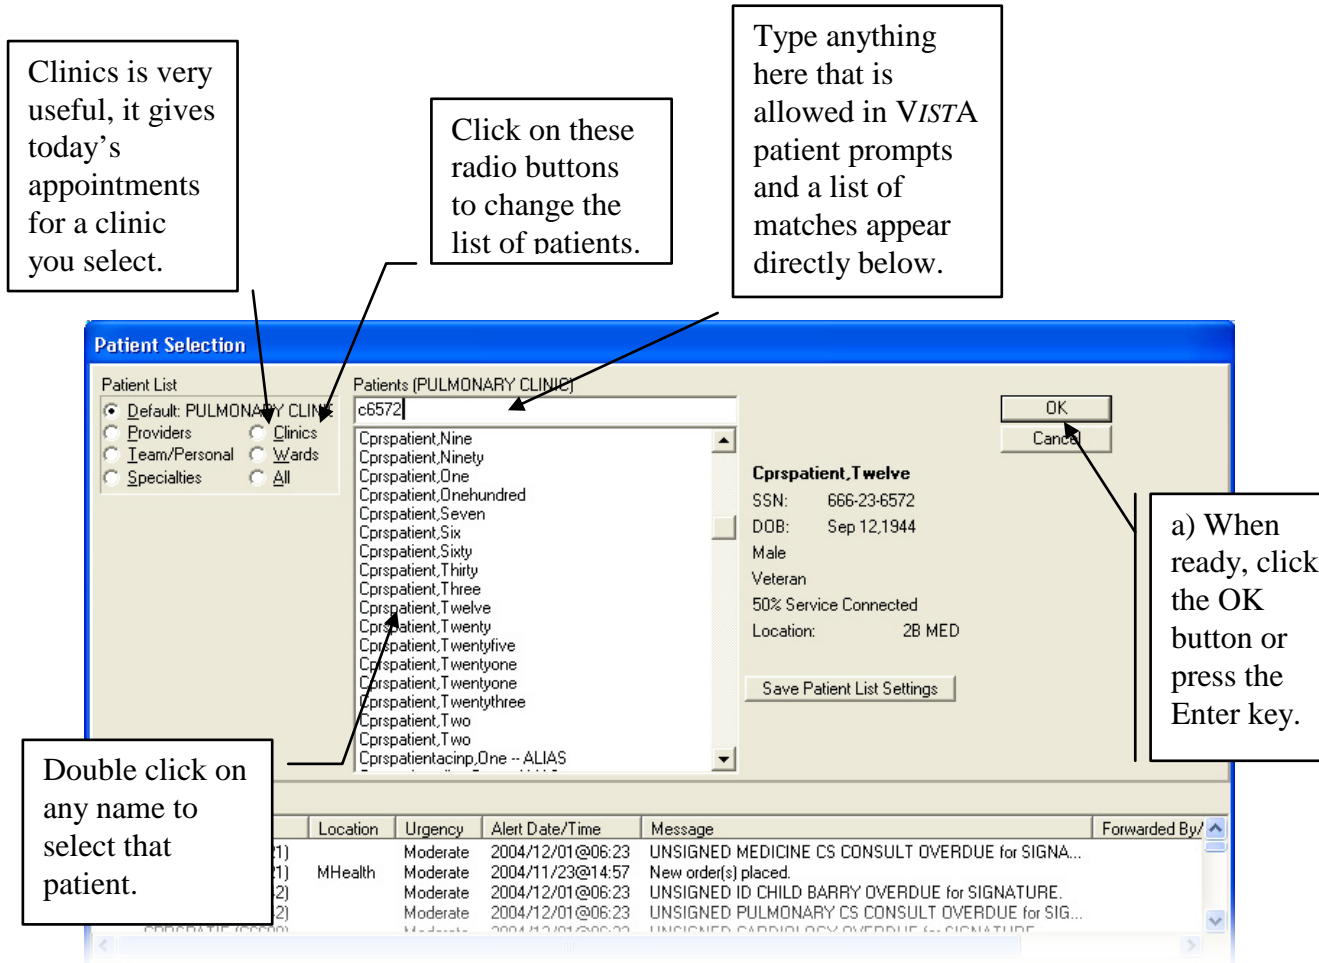 Clinics is very
useful, it gives
today’s
appointments
for a clinic
you select.
Click on these
radio buttons
to change the
list of patients.
Type anything
here that is
allowed in VISTA
patient prompts
and a list of
matches appear
directly below.
Patient Selection
Patient List
Default: PULMONARY CLINIC
Providers
Clinics
Team/Personal
Wards
Specialties
All
Patients (PULMONARY CLINIC)
c6572
Cprspatient,Nine
Cprspatient,Ninety
Cprspatient,One
Cprspatient,Onehundred
Cprspatient,Seven
Cprspatient,Six
Cprspatient,Sixty
Cprspatient,Thirty
Cprspatient,Three
Cprspatient,Twelve
Cprspatient,Twenty
Cprspatient,Twentyfive
Cprspatient,Twentyone
Cprspatient,Twentyone
Cprspatient,Twentythree
Cprspatient,Two
Cprspatient,Two
Cprspatientacinp,One -- ALIAS
Cprspatient,Twelve
SSN: 666-23-6572
DOB: Sep 12,1944
Male
Veteran
50% Service Connected
Location: 2B MED
Save Patient List Settings
OK
Cancel
a) When
ready, click
the OK
button or
press the
Enter key.
Double click on
any name to
select that
patient.
Location Urgency Alert Date/Time Message Forwarded By/
21) Moderate 2004/12/01@06:23 UNSIGNED MEDICINE CS CONSULT OVERDUE for SIGNA...
21) MHealth Moderate 2004/11/23@14:57 New order(s) placed.
2) Moderate 2004/12/01@06:23 UNSIGNED ID CHILD BARRY OVERDUE for SIGNATURE.
2) Moderate 2004/12/01@06:23 UNSIGNED PULMONARY CS CONSULT OVERDUE for SIG...
UNSIGNED CARDIOLOGY OVERDUE for SIGNATURE